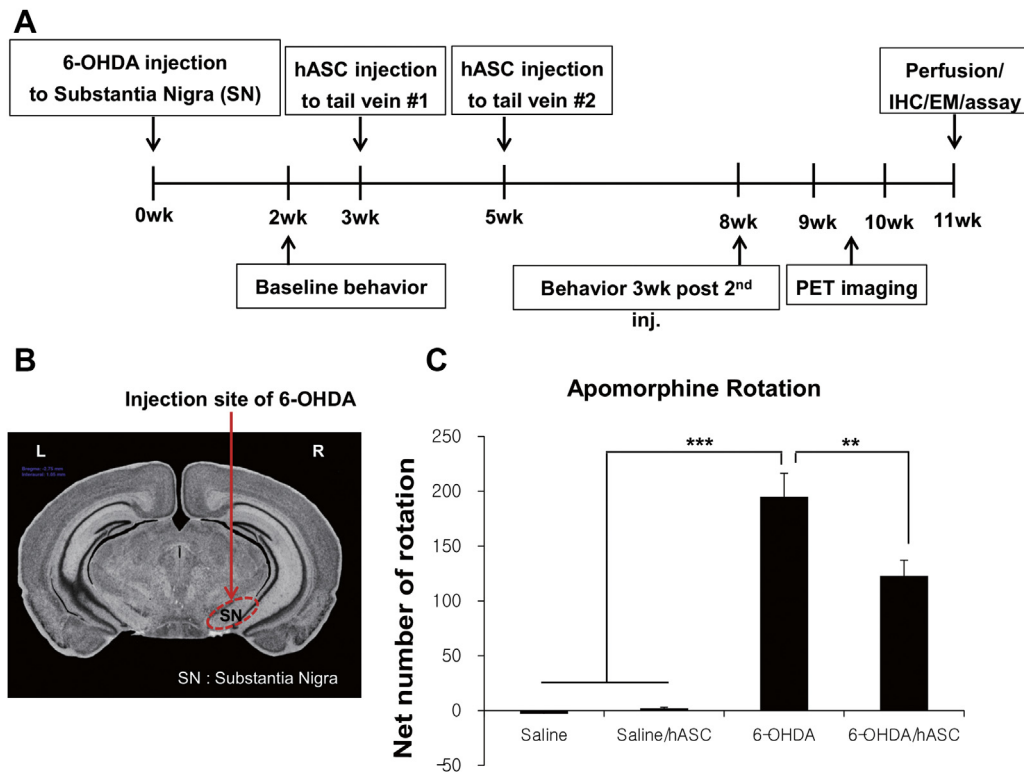 A
6-OHDA injection
to Substantia Nigra (SN)
hASC injection
to tail vein #1
hASC injection
to tail vein #2
Perfusion/
IHC/EM/assay
0wk
2wk
3wk
5wk
8wk
9wk
10wk
11wk
Baseline behavior
Behavior 3wk post 2nd
inj.
PET imaging
B
Injection site of 6-OHDA
L
R
SN
SN : Substantia Nigra
C
Apomorphine Rotation
Net number of rotation
250
200
150
100
50
0
-50
***
**
Saline
Saline/hASC
6-OHDA
6-OHDA/hASC